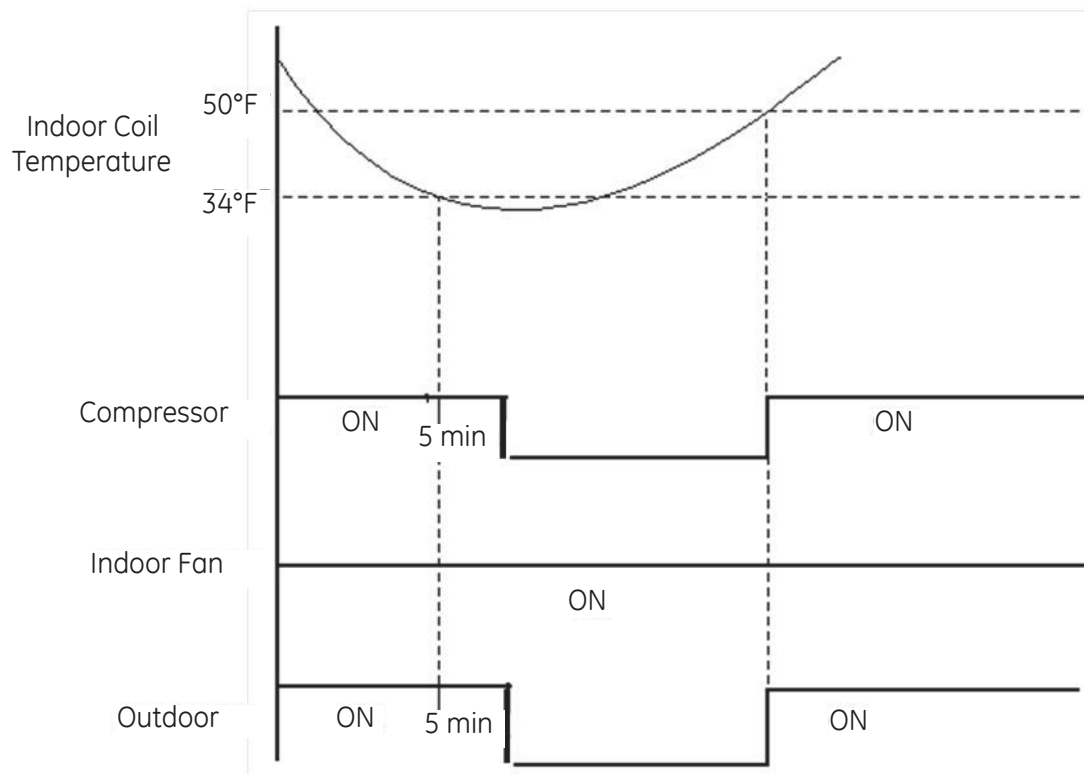 50°F
Indoor Coil
Temperature
34°F
Compressor
ON
5 min
ON
Indoor Fan
ON
Outdoor
ON
5 min
ON